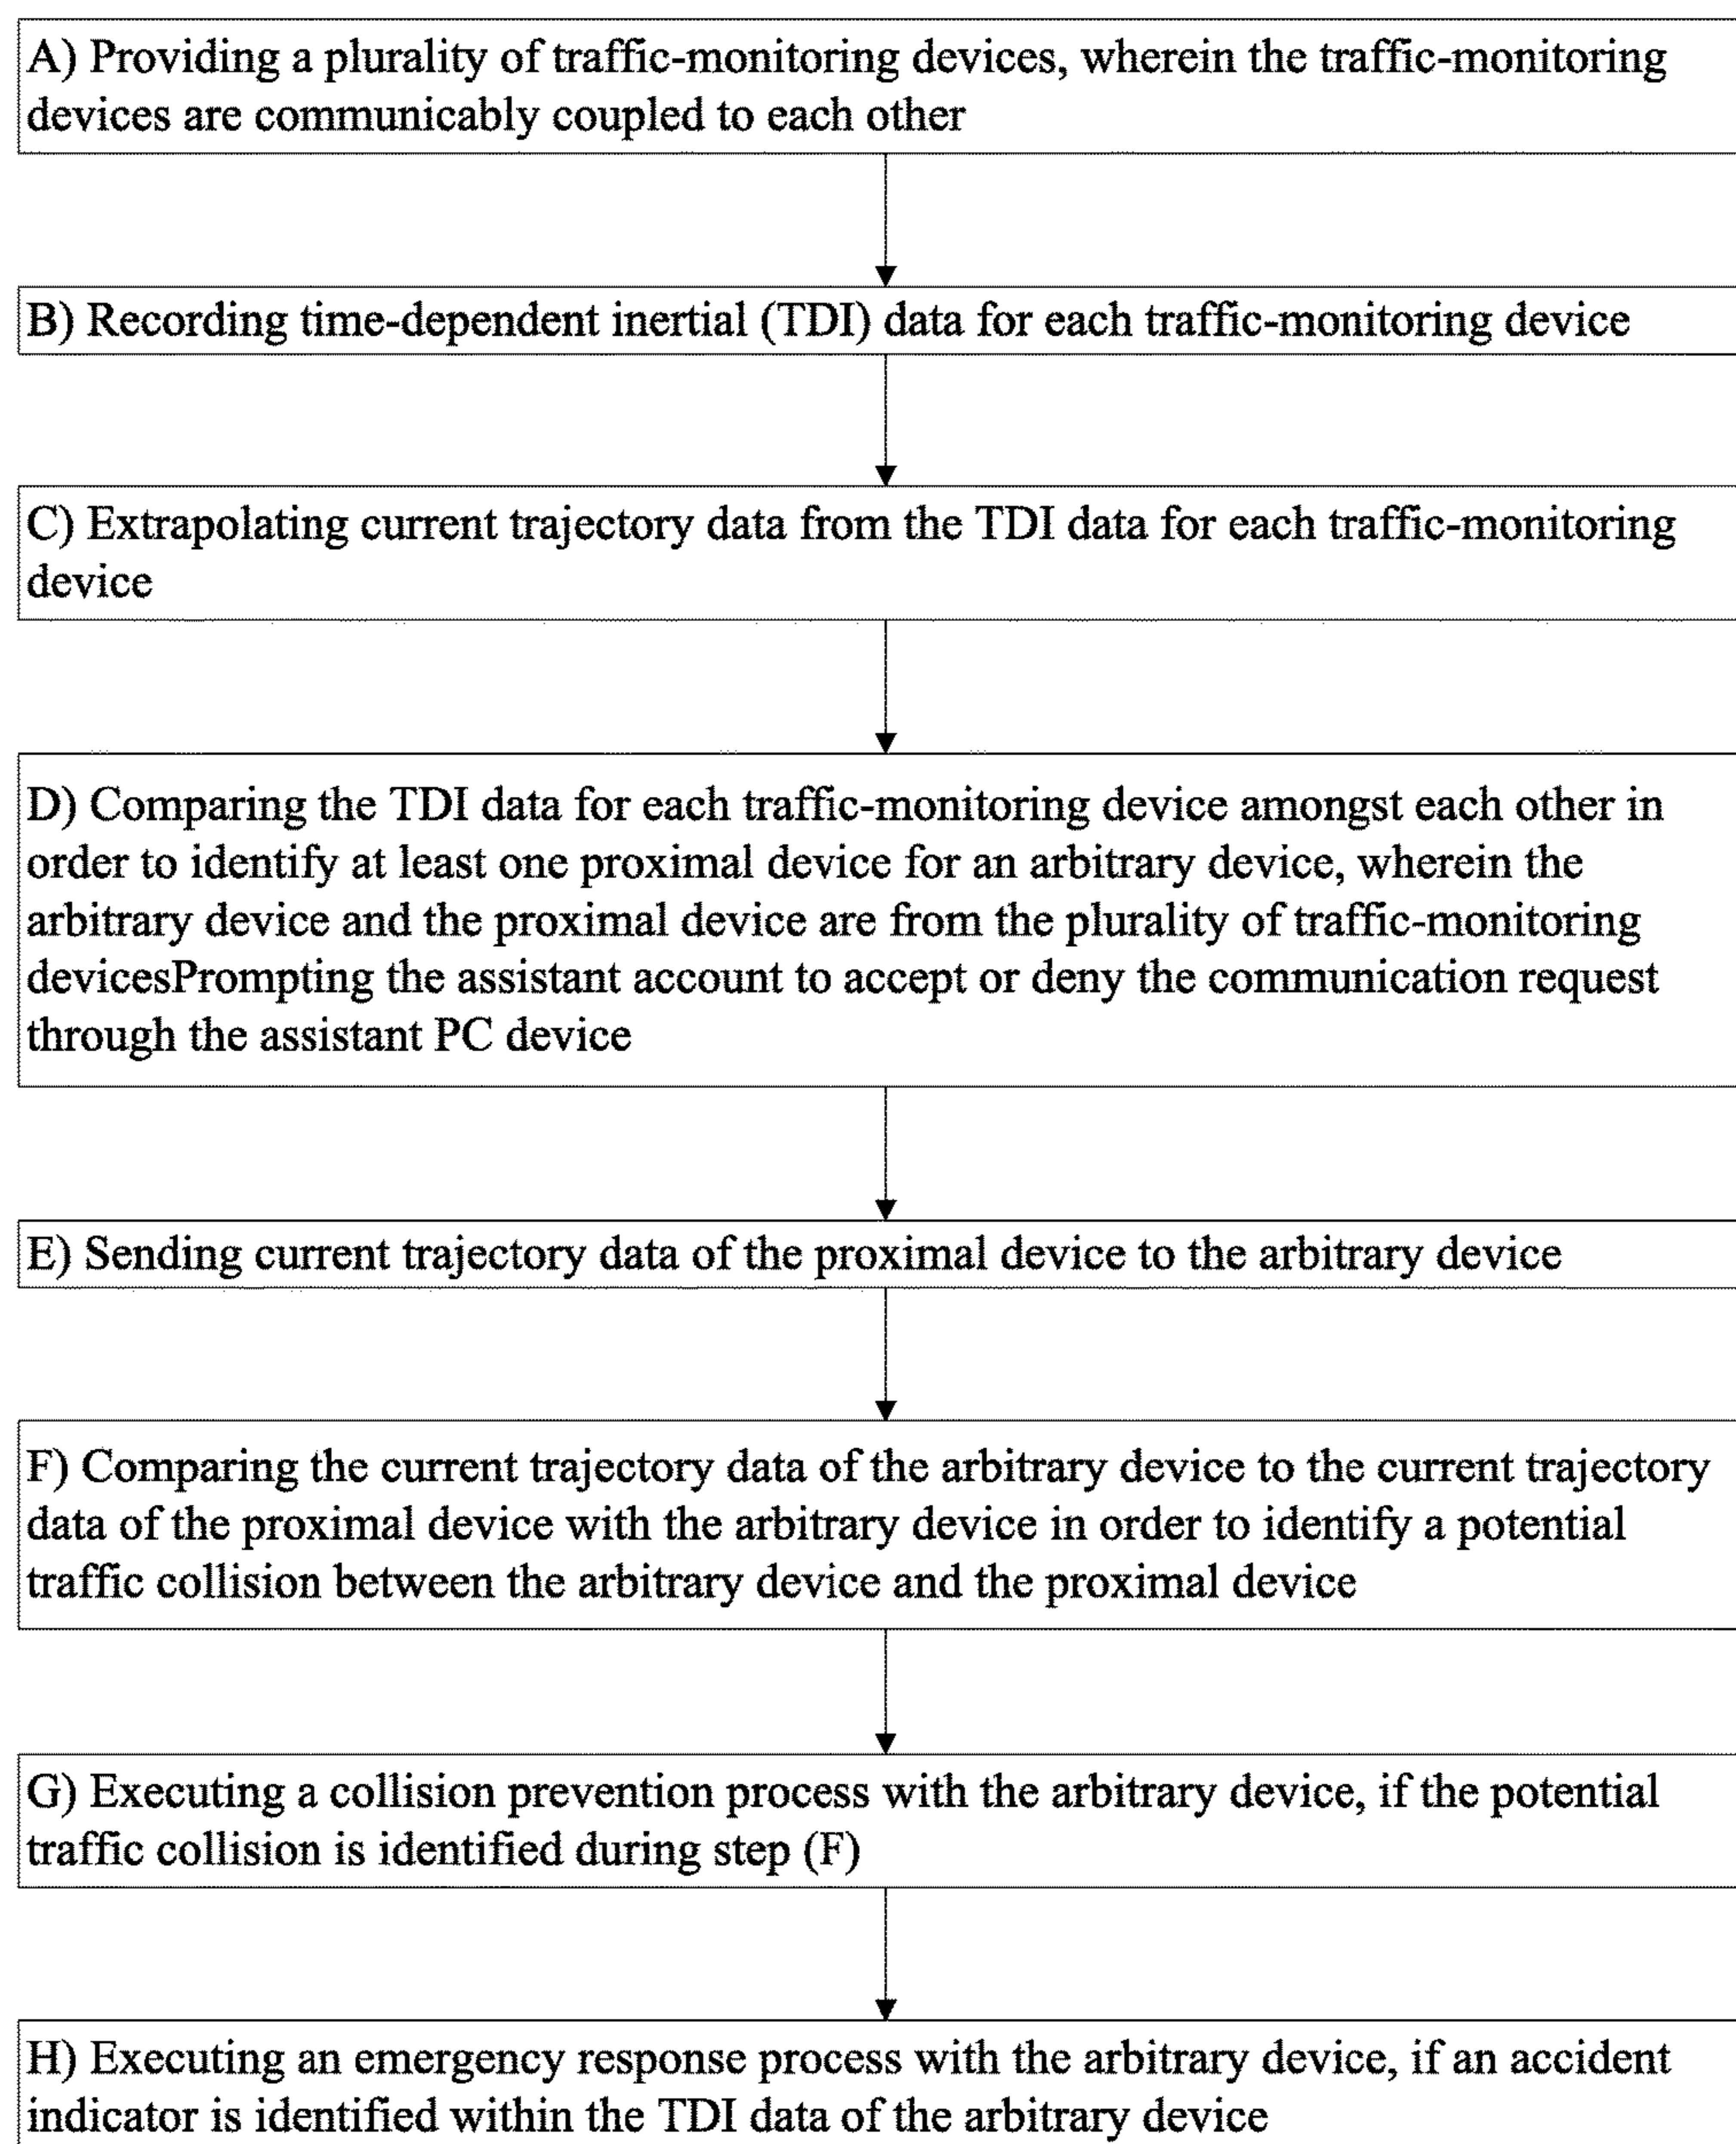 A) Providing a plurality of traffic-monitoring devices, wherein the traffic-monitoring
devices are communicably coupled to each other
B) Recording time-dependent inertial (TDI) data for each traffic-monitoring device
C) Extrapolating current trajectory data from the TDI data for each traffic-monitoring
device
D) Comparing the TDI data for each traffic-monitoring device amongst each other in
order to identify at least one proximal device for an arbitrary device, wherein the
arbitrary device and the proximal device are from the plurality of traffic-monitoring
devicesPrompting the assistant account to accept or deny the communication request
through the assistant PC device
E) Sending current trajectory data of the proximal device to the arbitrary device
F) Comparing the current trajectory data of the arbitrary device to the current trajectory
data of the proximal device with the arbitrary device in order to identify a potential
traffic collision between the arbitrary device and the proximal device
G) Executing a collision prevention process with the arbitrary device, if the potential
traffic collision is identified during step (F)
H) Executing an emergency response process with the arbitrary device, if an accident
indicator is identified within the TDI data of the arbitrary device